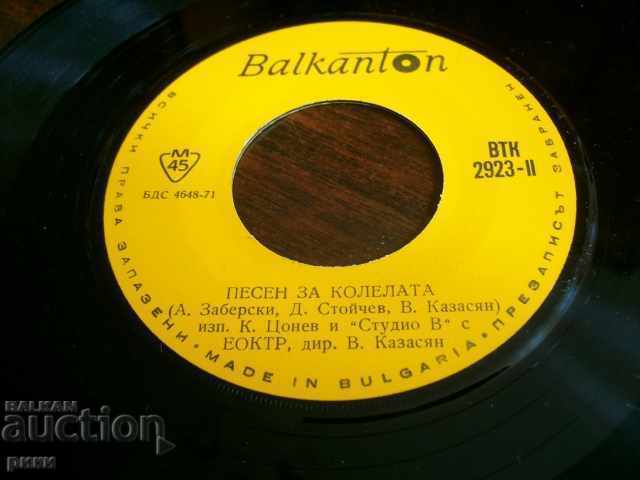 Balkanton
ВСИЧКИ ПРАВА ЗАПАЗЕНИ • MADE IN BULGARIA • ПРЕЗАПИСЪТ ЗАБРАНЕН
М
45
БДС 4648-71
ВТК
2923-II
ПЕСЕН ЗА КОЛЕЛАТА
(А. Заберски, Д. Стойчев, В. Казасян)
изп. К. Цонев и "Студио В" с
ЕОКТР, дир. В. Казасян
BALKAN
auction
рики